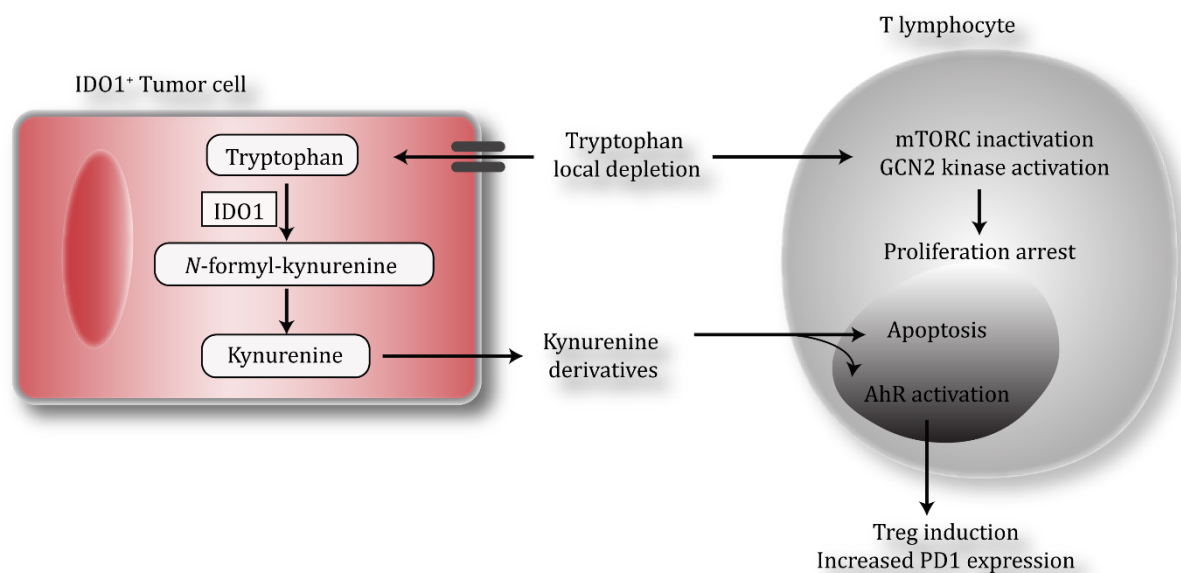 T lymphocyte
IDO1⁺ Tumor cell
Tryptophan
IDO1
N-formyl-kynurenine
Kynurenine
Tryptophan
local depletion
Kynurenine
derivatives
mTORC inactivation
GCN2 kinase activation
Proliferation arrest
Apoptosis
AhR activation
Treg induction
Increased PD1 expression